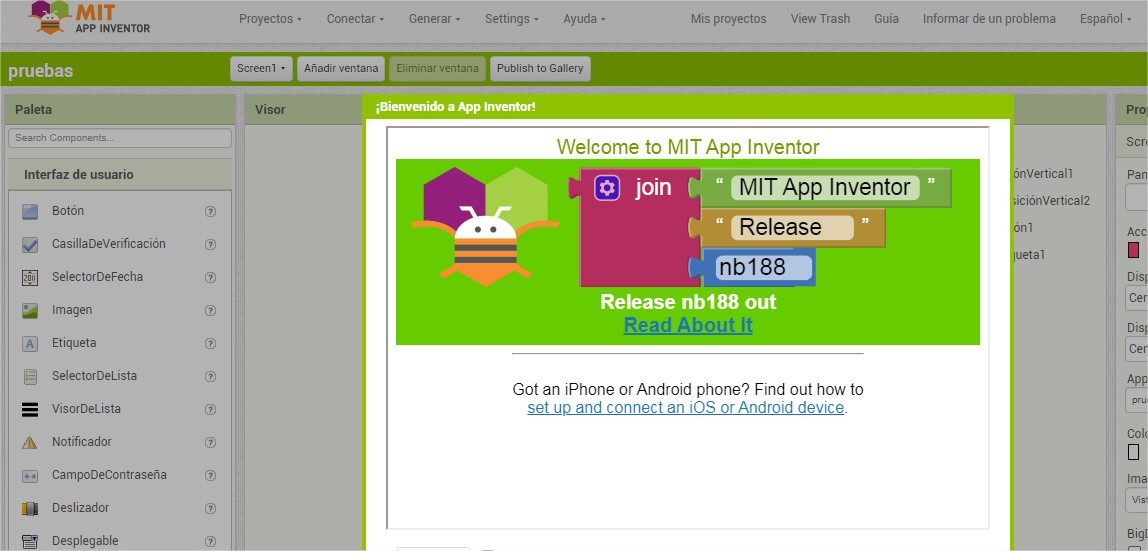 MIT
APP INVENTOR
Proyectos Conectar Generar Settings Ayuda Mis proyectos View Trash Guía Informar de un problema Español
pruebas Screen1 Añadir ventana Eliminar ventana Publish to Gallery
Paleta
Visor
Search Components...
Interfaz de usuario
Botón ?
CasillaDeVerificación ?
SelectorDeFecha ?
Imagen ?
Etiqueta ?
SelectorDeLista ?
VisorDeLista ?
Notificador ?
CampoDeContraseña ?
Deslizador ?
Desplegable ?
¡Bienvenido a App Inventor!
Welcome to MIT App Inventor
join “ MIT App Inventor ”
“ Release ”
nb188
Release nb188 out
Read About It
Got an iPhone or Android phone? Find out how to
set up and connect an iOS or Android device.
ónVertical1
siciónVertical2
ón1
queta1
Prop
Scre
Pan
Acc
Disp
Cer
Disp
Cer
App
pru
Colo
Ima
Vist
BigD